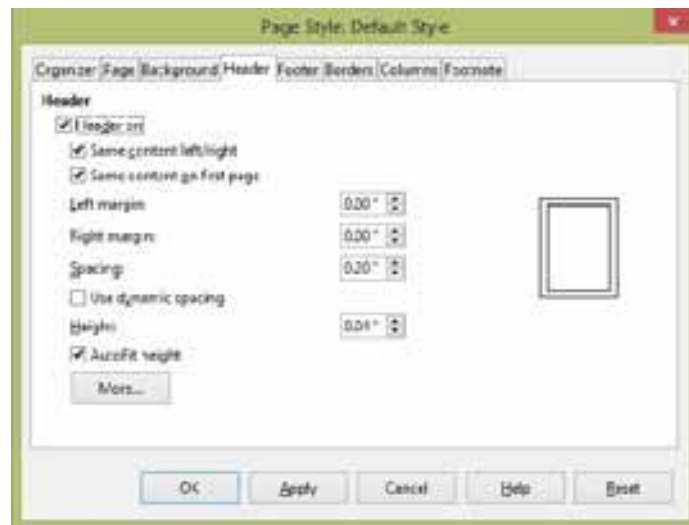 Page Style: Default Style
Organizer Page Background Header Footer Borders Columns Footnote
Header
Header on
Same content left/right
Same content on first page
Left margin: 0.00"
Right margin: 0.00"
Spacing: 0.20"
Use dynamic spacing
Height: 0.04"
AutoFit height
More...
OK Apply Cancel Help Reset